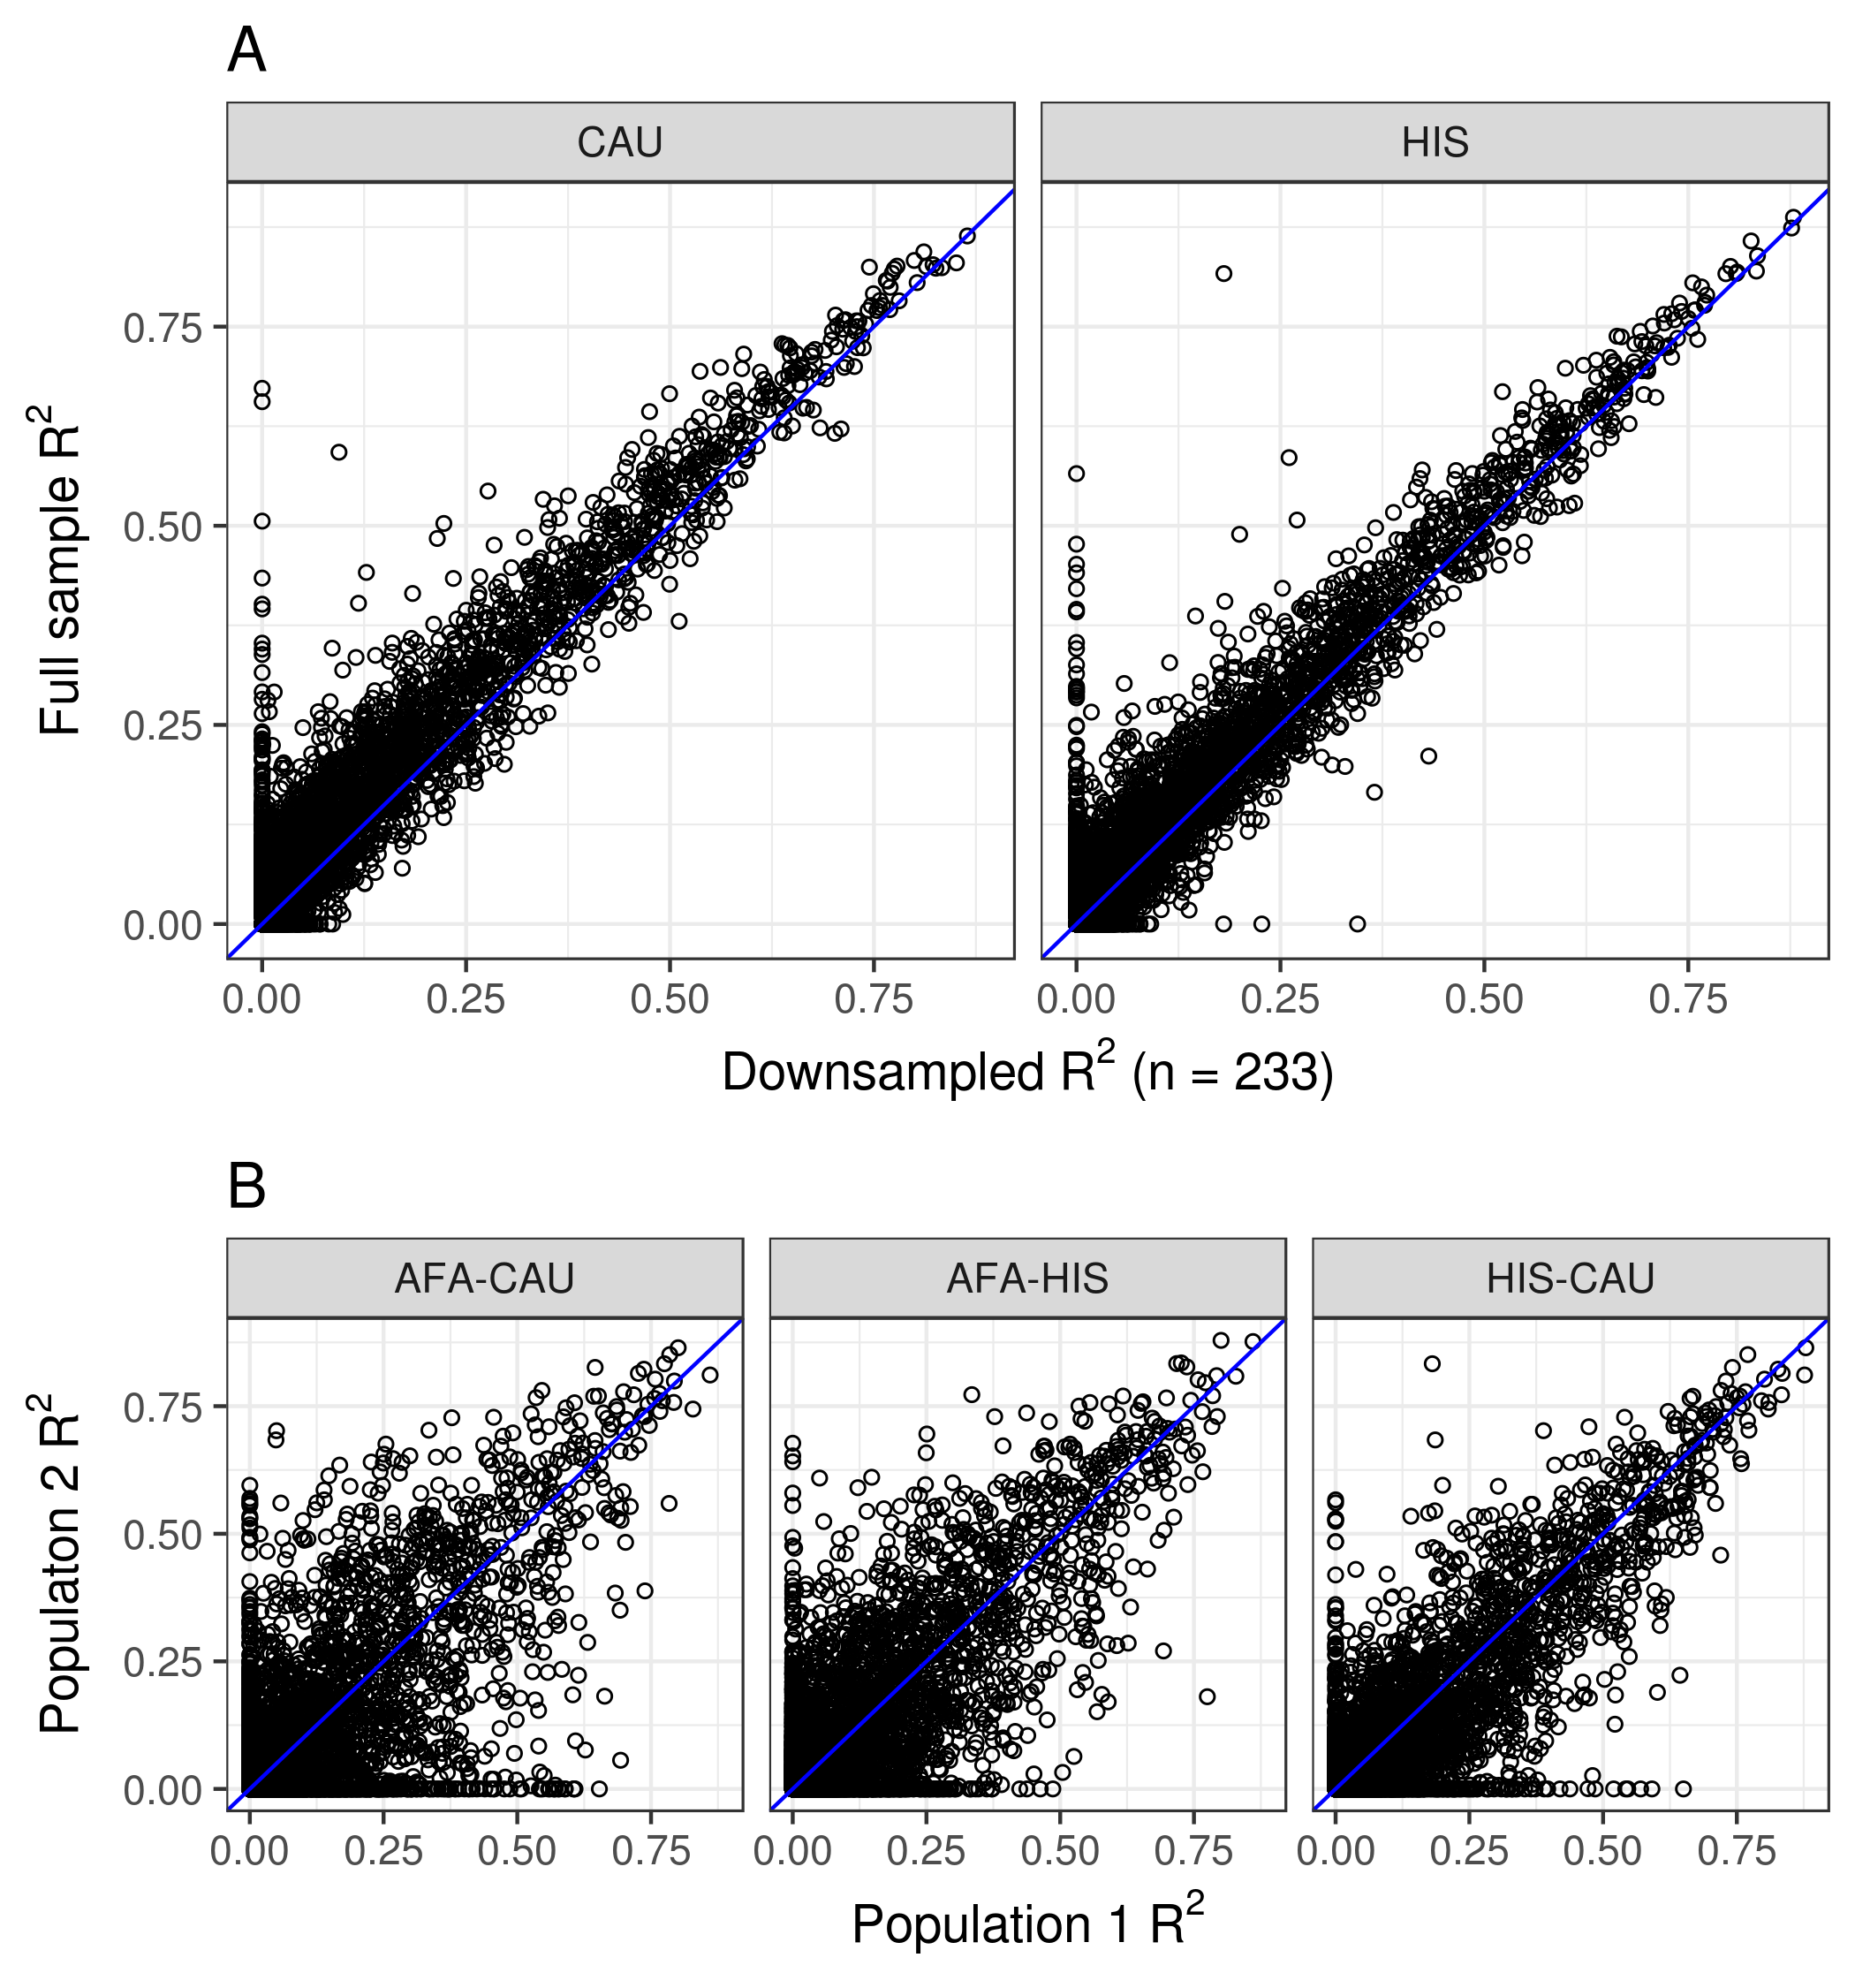 A
CAU HIS
Full sample R²
0.75
0.50
0.25
0.00
0.00 0.25 0.50 0.75 0.00 0.25 0.50 0.75
Downsampled R² (n = 233)
B
AFA-CAU AFA-HIS HIS-CAU
Populaton 2 R²
0.75
0.50
0.25
0.00
0.00 0.25 0.50 0.75 0.00 0.25 0.50 0.75 0.00 0.25 0.50 0.75
Population 1 R²